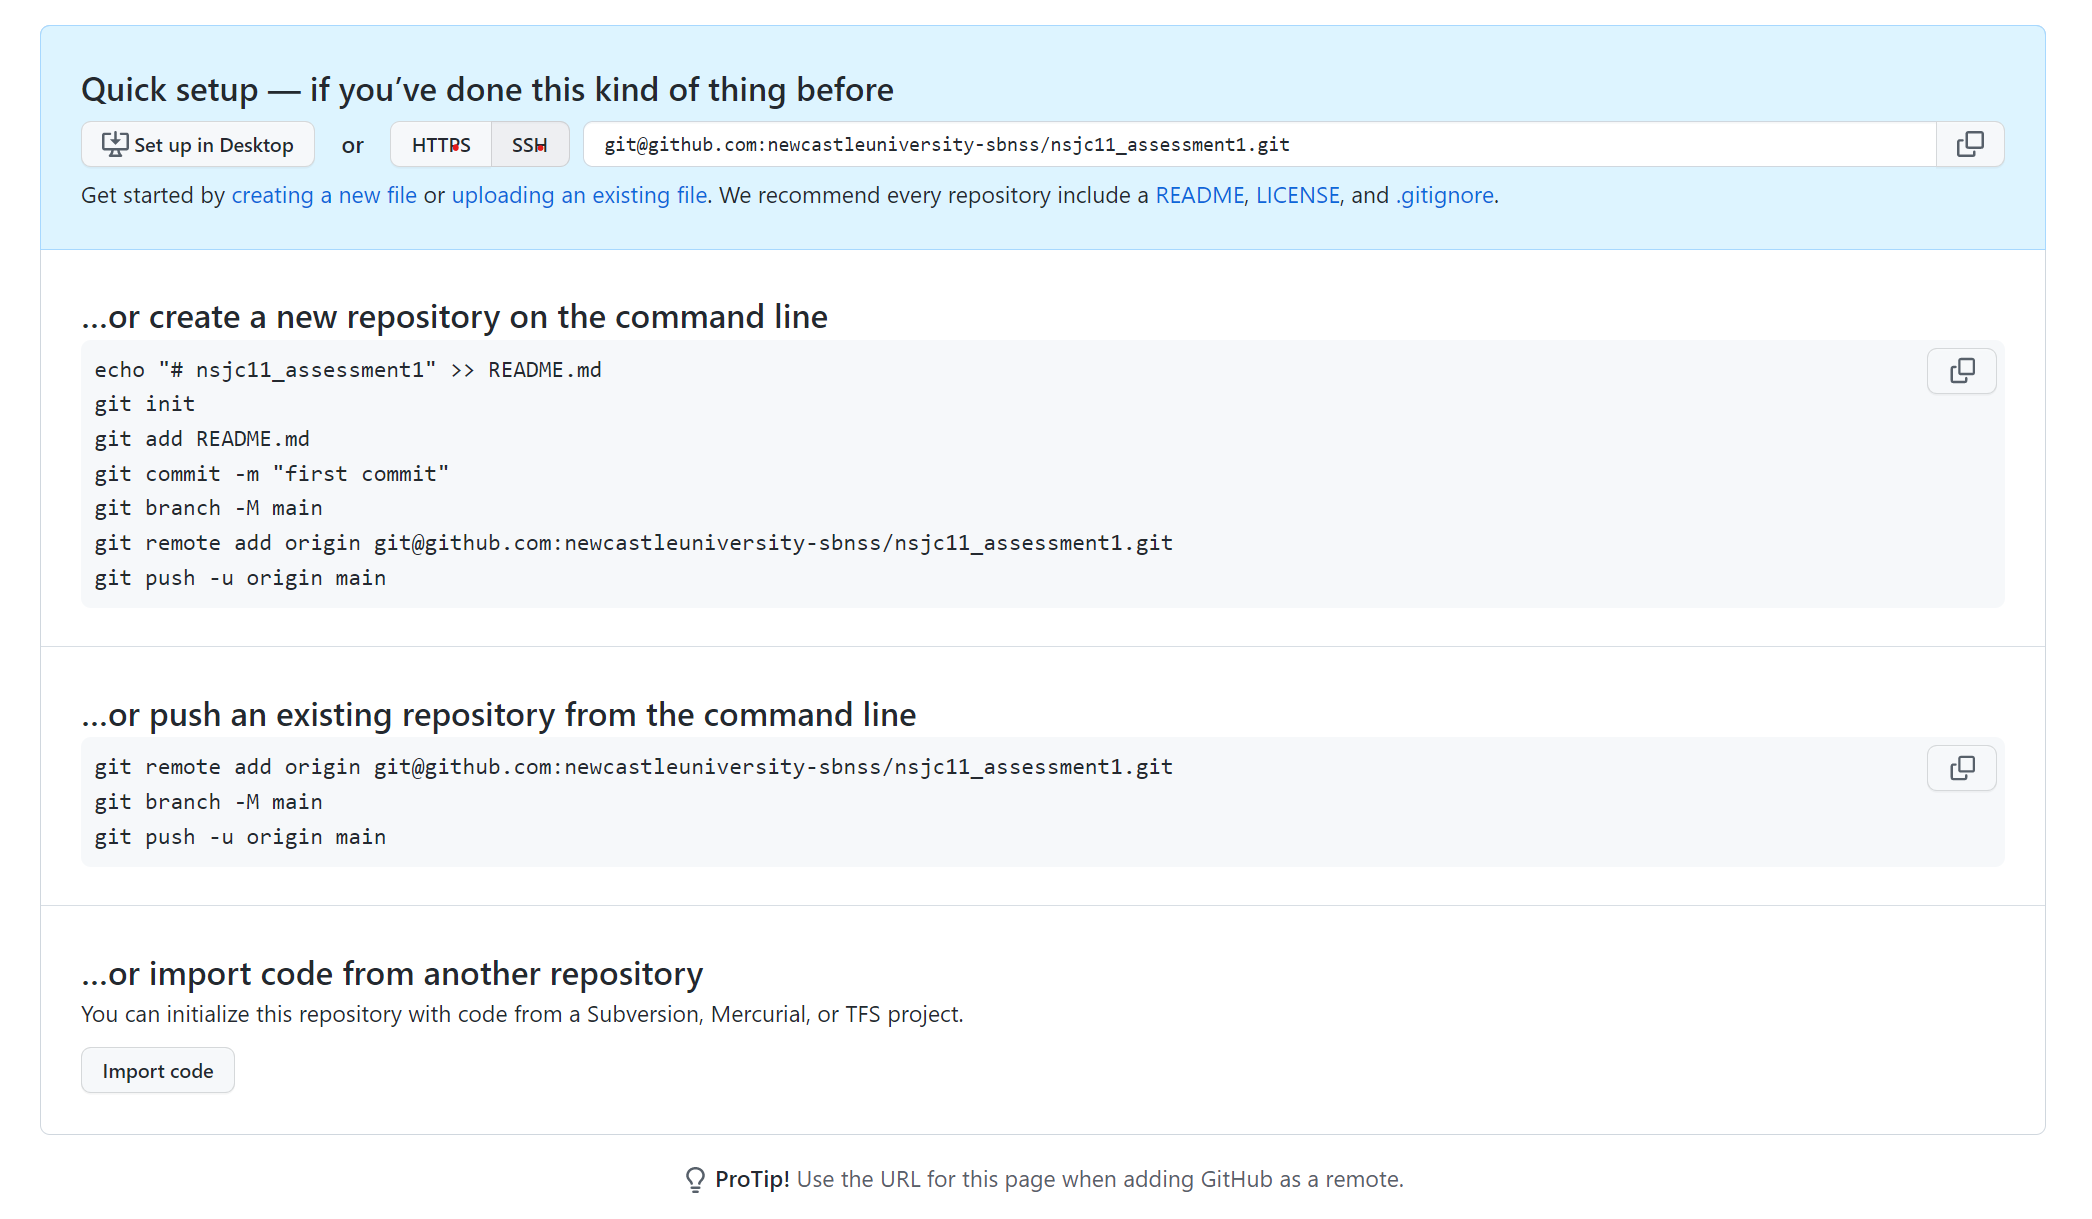 Quick setup — if you’ve done this kind of thing before
Set up in Desktop or HTTPS SSH git@github.com:newcastleuniversity-sbnss/nsjc11_assessment1.git
Get started by creating a new file or uploading an existing file. We recommend every repository include a README, LICENSE, and .gitignore.
…or create a new repository on the command line
echo "# nsjc11_assessment1" >> README.md
git init
git add README.md
git commit -m "first commit"
git branch -M main
git remote add origin git@github.com:newcastleuniversity-sbnss/nsjc11_assessment1.git
git push -u origin main
…or push an existing repository from the command line
git remote add origin git@github.com:newcastleuniversity-sbnss/nsjc11_assessment1.git
git branch -M main
git push -u origin main
…or import code from another repository
You can initialize this repository with code from a Subversion, Mercurial, or TFS project.
Import code
ProTip! Use the URL for this page when adding GitHub as a remote.